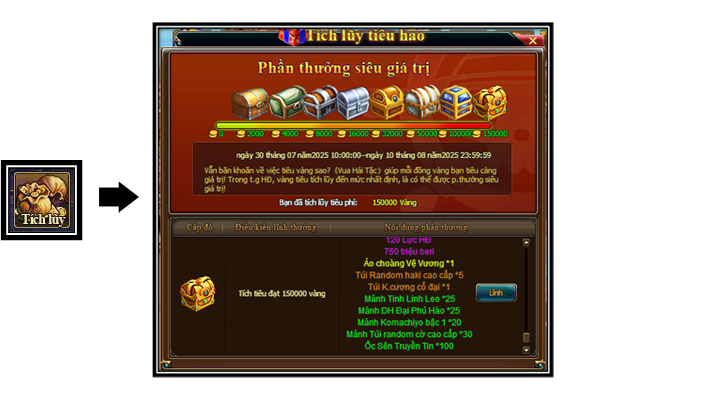 Tích lũy tiêu hao
Phần thưởng siêu giá trị
0 2000 4000 8000 16000 32000 50000 100000 150000
ngày 30 tháng 07 năm2025 10:00:00--ngày 10 tháng 08 năm2025 23:59:59
Vẫn băn khoăn về việc tiêu vàng sao? 《Vua Hải Tặc》 giúp mỗi đồng vàng bạn tiêu càng
giá trị! Trong t.g HĐ, vàng tiêu tích lũy đến mức nhất định, là có thể được p.thưởng siêu
giá trị!
Bạn đã tích lũy tiêu phí: 150000 Vàng
Cấp độ | Điều kiện lĩnh thưởng | Nội dung phần thưởng
120 Lực HĐ
750 triệu beri
Áo choàng Vệ Vương *1
Túi Random haki cao cấp *5
Túi K.cương cổ đại *1
Mảnh Tinh Linh Leo *25
Mảnh DH Đại Phú Hào *25
Mảnh Komachiyo bậc 1 *20
Mảnh Túi random cờ cao cấp *30
Ốc Sên Truyền Tin *100
Tích tiêu đạt 150000 vàng
Lĩnh
Tích lũy